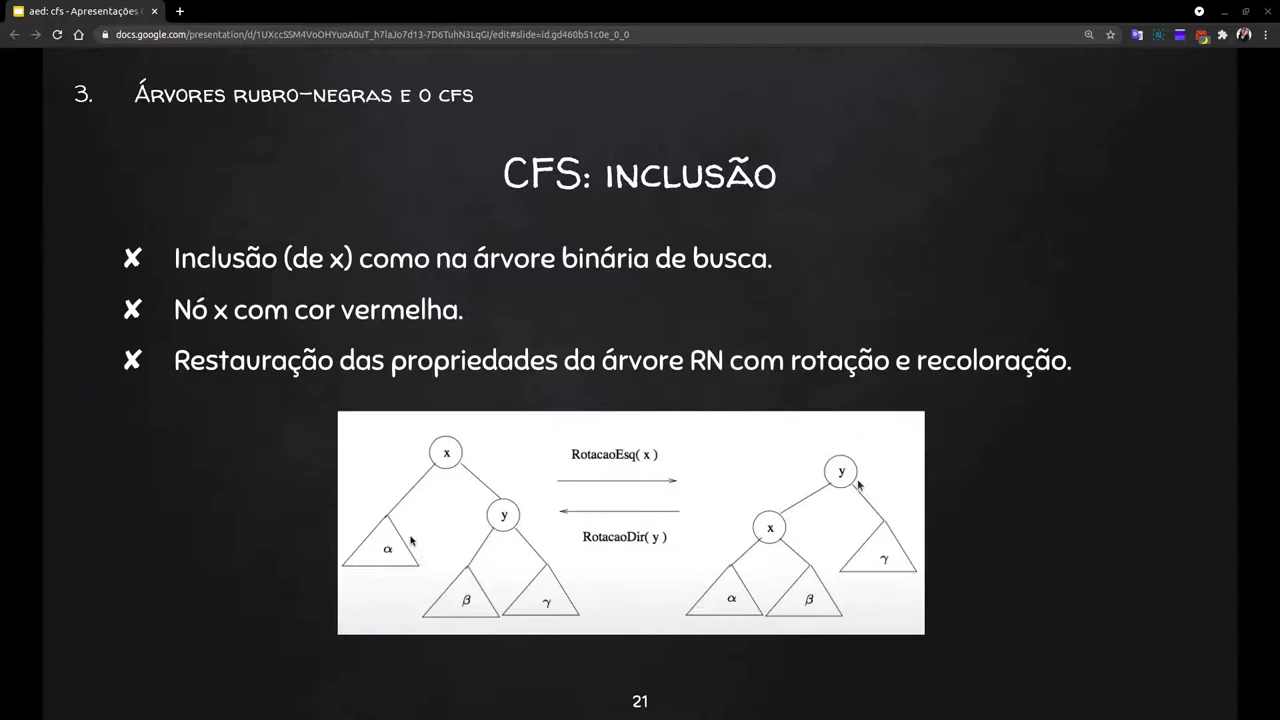 aed: cfs - Apresentações
docs.google.com/presentation/d/1UXccSSM4VoOHYuoA0uT_h7laJo7d13-7D6TuhN3LqGI/edit#slide=id.gd460b51c0e_0_0
3. Árvores rubro-negras e o cfs
CFS: inclusão
✘ Inclusão (de x) como na árvore binária de busca.
✘ Nó x com cor vermelha.
✘ Restauração das propriedades da árvore RN com rotação e recoloração.
x
RotacaoEsq( x )
y
y
x
RotacaoDir( y )
α
γ
β
γ
α
β
21